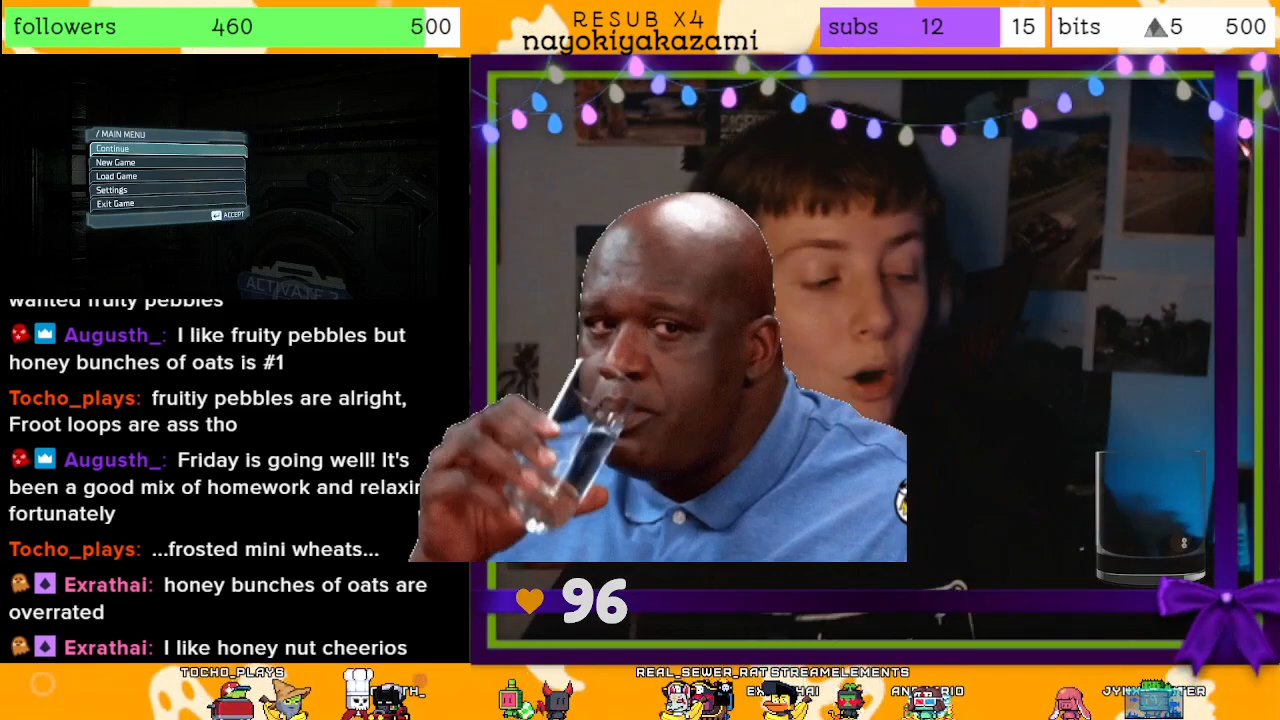 followers 460 500
RESUB X4
nayokiyakazami
subs 12 15
bits 5 500
/ MAIN MENU
Continue
New Game
Load Game
Settings
Exit Game
ACCEPT
ACTIVATE ?
wanted fruity pebbles
Augusth_: I like fruity pebbles but
honey bunches of oats is #1
Tocho_plays: fruitiy pebbles are alright,
Froot loops are ass tho
Augusth_: Friday is going well! It's
been a good mix of homework and
fortunately
Tocho_plays: ...frosted mini wheats...
Exrathai: honey bunches of oats are
overrated
Exrathai: I like honey nut cheerios
96
TOCHO_PLAYS
REAL_SEWER_RAT STREAMELEMENTS